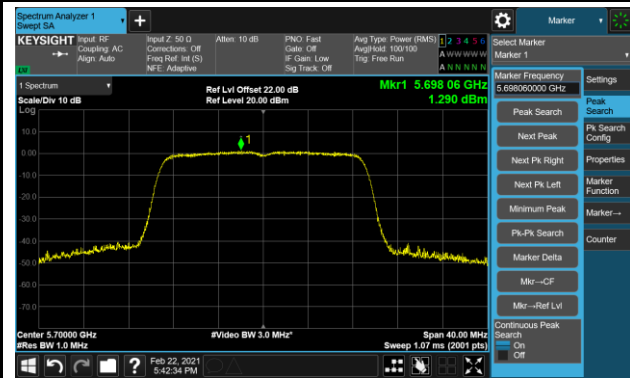 Spectrum Analyzer 1
Swept SA
Marker
KEYSIGHT
Input: RF
Coupling: AC
Align: Auto
Input Z: 50 Ω
Corrections: Off
Freq Ref: Int (S)
NFE: Adaptive
Atten: 10 dB
PNO: Fast
Gate: Off
IF Gain: Low
Sig Track: Off
Avg Type: Power (RMS)
Avg|Hold: 100/100
Trig: Free Run
1 2 3 4 5 6
A W W W W W
A N N N N N
Select Marker
Marker 1
1 Spectrum
Scale/Div 10 dB
Log
Ref Lvl Offset 22.00 dB
Ref Level 20.00 dBm
Mkr1 5.698 06 GHz
1.290 dBm
10.0
0.00
-10.0
-20.0
-30.0
-40.0
-50.0
-60.0
-70.0
1
Center 5.70000 GHz
#Res BW 1.0 MHz
#Video BW 3.0 MHz*
Span 40.00 MHz
Sweep 1.07 ms (2001 pts)
Marker Frequency
5.698060000 GHz
Peak Search
Next Peak
Next Pk Right
Next Pk Left
Minimum Peak
Pk-Pk Search
Marker Delta
Mkr→CF
Mkr→Ref Lvl
Continuous Peak
Search
On
Off
Settings
Peak
Search
Pk Search
Config
Properties
Marker
Function
Marker→
Counter
Feb 22, 2021
5:42:34 PM